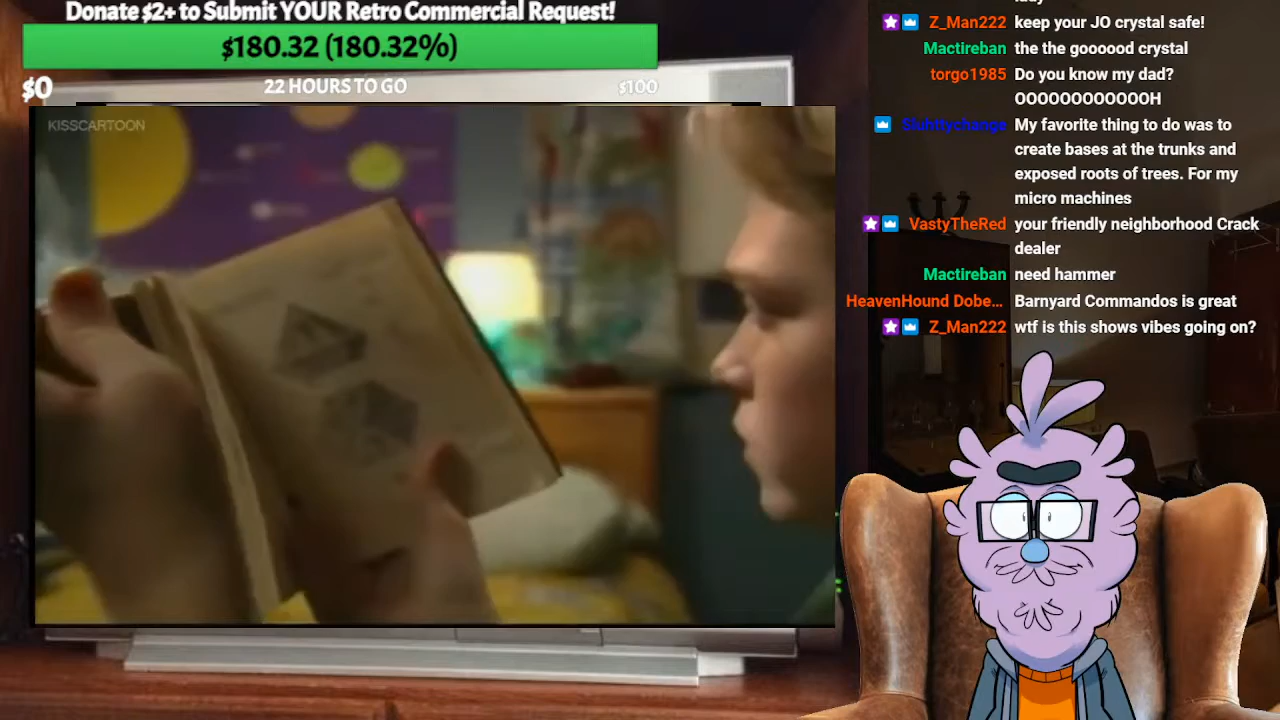 Donate $2+ to Submit YOUR Retro Commercial Request!
$180.32 (180.32%)
$0
22 HOURS TO GO
$100
KISSCARTOON
Z_Man222 keep your JO crystal safe!
Mactireban the the goooood crystal
torgo1985 Do you know my dad?
OOOOOOOOOOOOH
Sluhttychange My favorite thing to do was to
create bases at the trunks and
exposed roots of trees. For my
micro machines
VastyTheRed your friendly neighborhood Crack
dealer
Mactireban need hammer
HeavenHound Dobe... Barnyard Commandos is great
Z_Man222 wtf is this shows vibes going on?